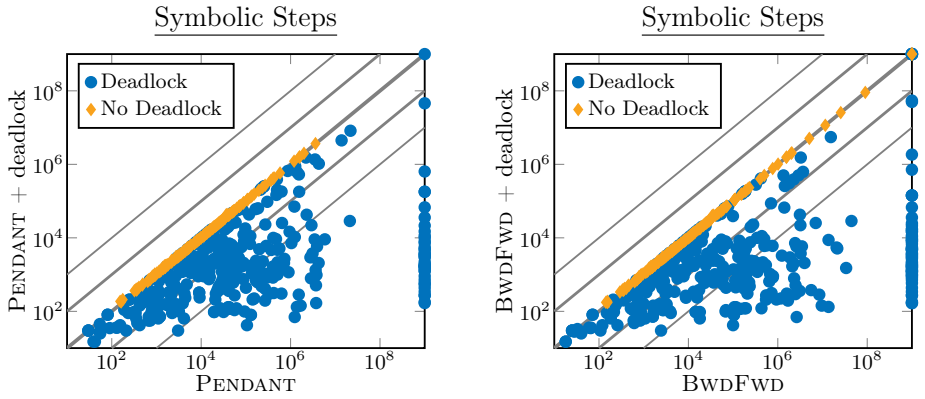 Symbolic Steps
Deadlock
No Deadlock
10^8
10^6
10^4
10^2
PENDANT + deadlock
10^2 10^4 10^6 10^8
PENDANT
Symbolic Steps
Deadlock
No Deadlock
10^8
10^6
10^4
10^2
BWDFWD + deadlock
10^2 10^4 10^6 10^8
BWDFWD